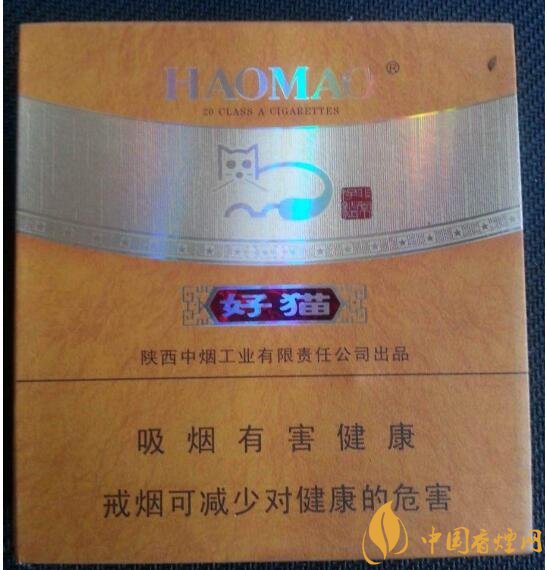 HAOMAO®
20 CLASS A CIGARETTES
好猫
陕西中烟工业有限责任公司出品
吸烟有害健康
戒烟可减少对健康的危害
中国香烟网